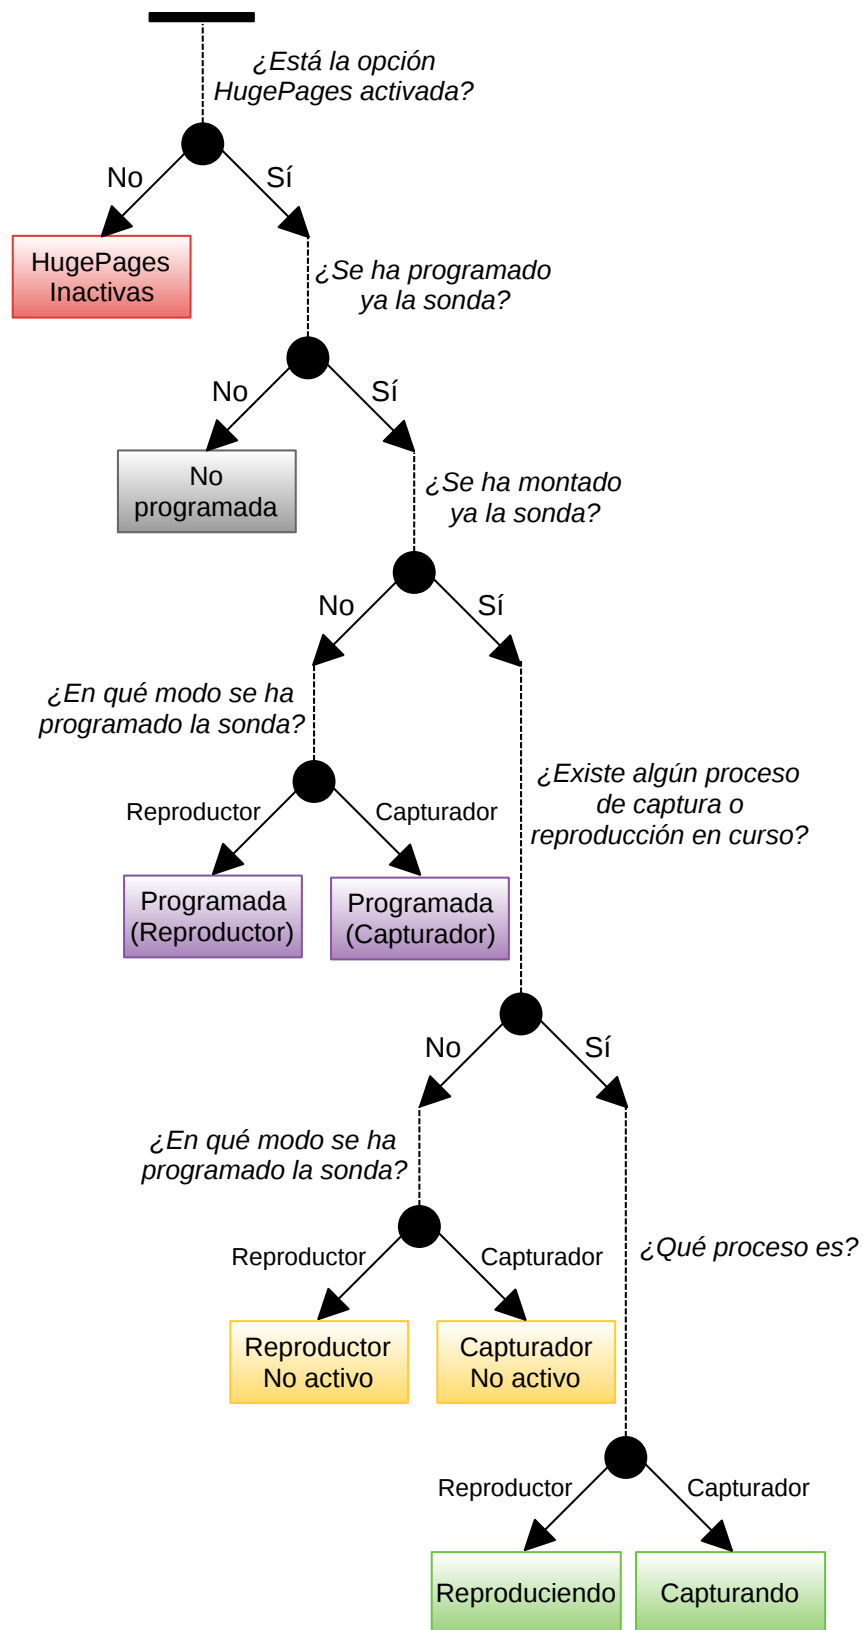 ¿Está la opción
HugePages activada?
No
Sí
HugePages
Inactivas
¿Se ha programado
ya la sonda?
No
Sí
No
programada
¿Se ha montado
ya la sonda?
No
Sí
¿En qué modo se ha
programado la sonda?
¿Existe algún proceso
de captura o
reproducción en curso?
Reproductor
Capturador
Programada
(Reproductor)
Programada
(Capturador)
No
Sí
¿En qué modo se ha
programado la sonda?
¿Qué proceso es?
Reproductor
Capturador
Reproductor
No activo
Capturador
No activo
Reproductor
Capturador
Reproduciendo
Capturando